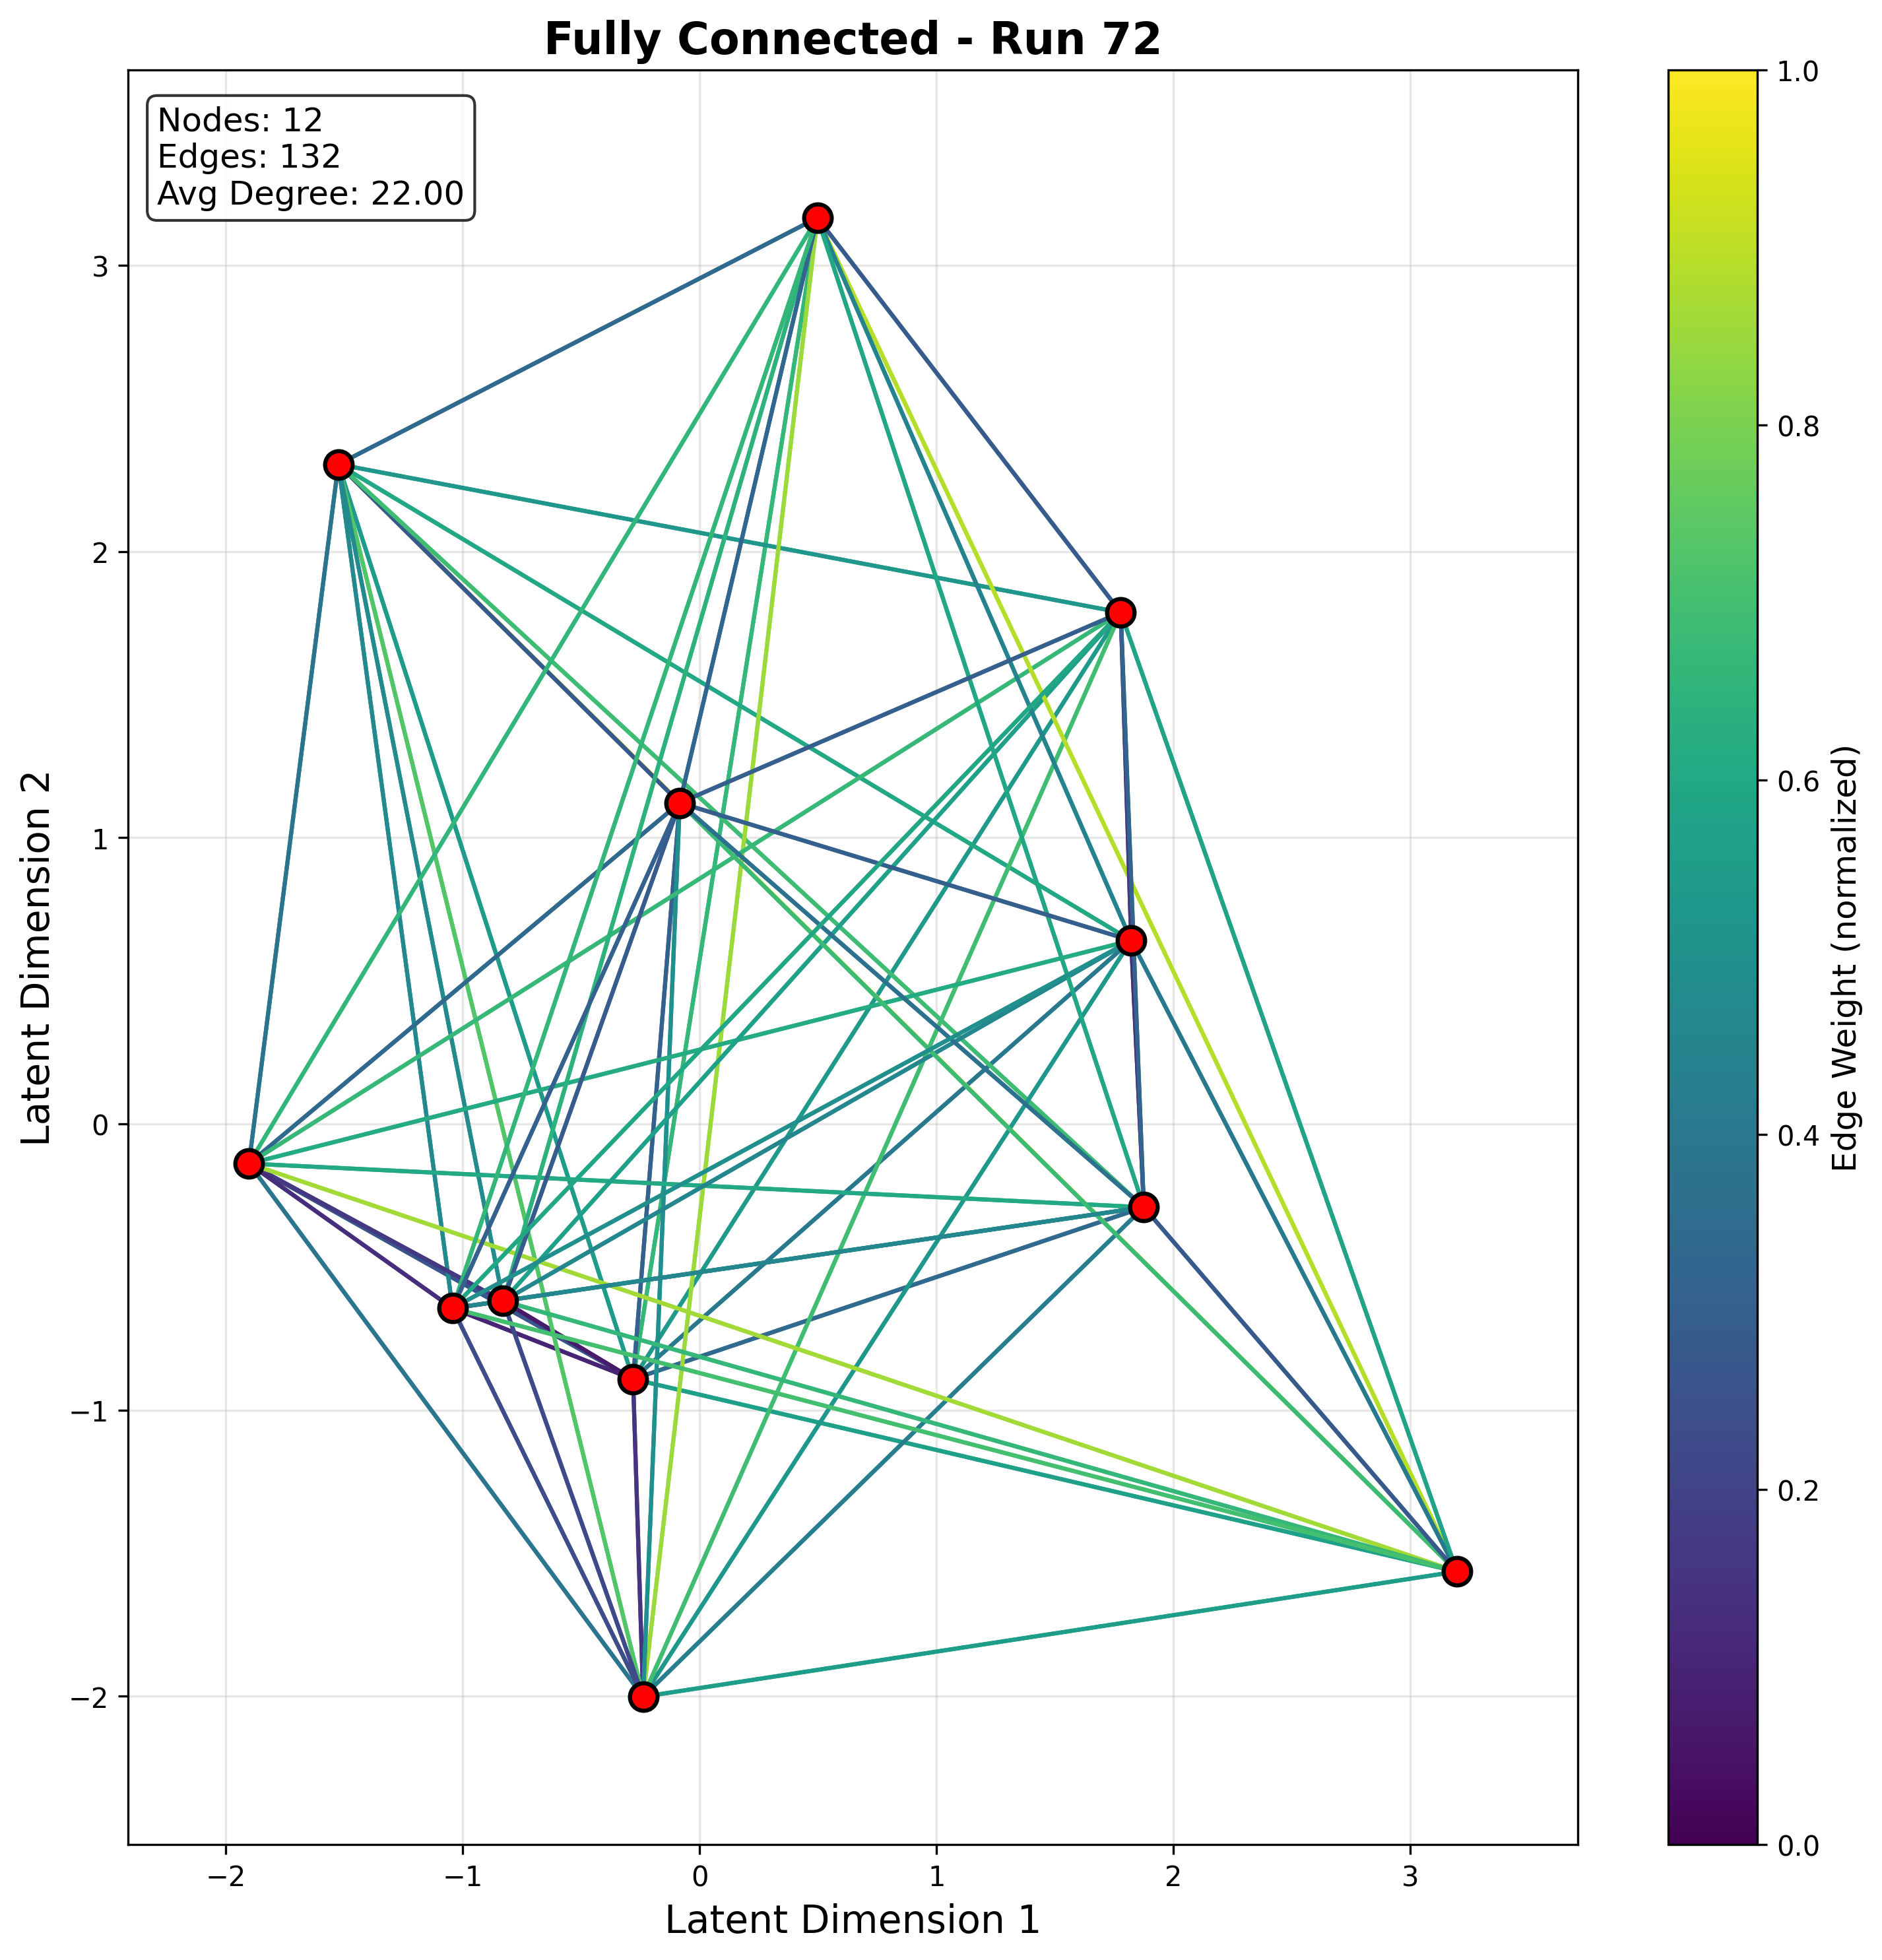 Fully Connected - Run 72
Nodes: 12
Edges: 132
Avg Degree: 22.00
3
2
1
0
−1
−2
Latent Dimension 2
−2
−1
0
1
2
3
Latent Dimension 1
1.0
0.8
0.6
0.4
0.2
0.0
Edge Weight (normalized)